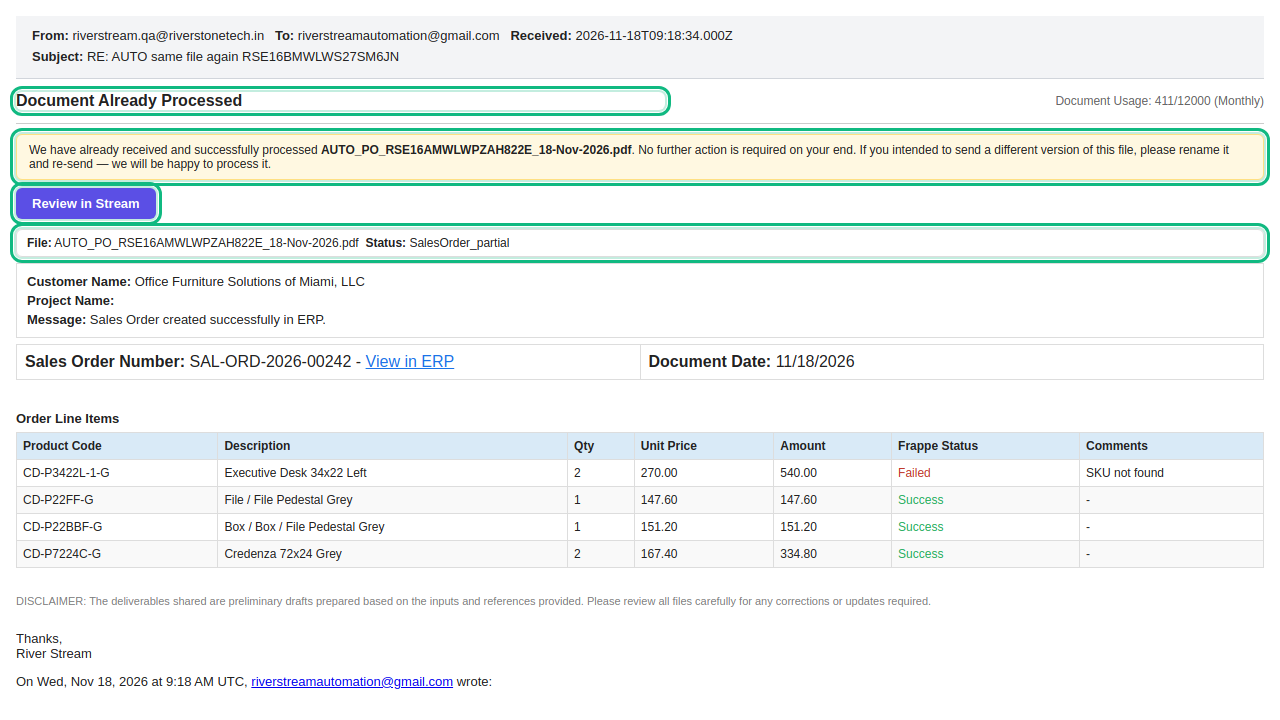 From: riverstream.qa@riverstonetech.in To: riverstreamautomation@gmail.com Received: 2026-11-18T09:18:34.000Z
Subject: RE: AUTO same file again RSE16BMWLWS27SM6JN
Document Already Processed
Document Usage: 411/12000 (Monthly)
We have already received and successfully processed AUTO_PO_RSE16AMWLWPZAH822E_18-Nov-2026.pdf. No further action is required on your end. If you intended to send a different version of this file, please rename it
and re-send — we will be happy to process it.
Review in Stream
File: AUTO_PO_RSE16AMWLWPZAH822E_18-Nov-2026.pdf Status: SalesOrder_partial
Customer Name: Office Furniture Solutions of Miami, LLC
Project Name:
Message: Sales Order created successfully in ERP.
Sales Order Number: SAL-ORD-2026-00242 - View in ERP Document Date: 11/18/2026
Order Line Items
Product Code Description Qty Unit Price Amount Frappe Status Comments
CD-P3422L-1-G Executive Desk 34x22 Left 2 270.00 540.00 Failed SKU not found
CD-P22FF-G File / File Pedestal Grey 1 147.60 147.60 Success -
CD-P22BBF-G Box / Box / File Pedestal Grey 1 151.20 151.20 Success -
CD-P7224C-G Credenza 72x24 Grey 2 167.40 334.80 Success -
DISCLAIMER: The deliverables shared are preliminary drafts prepared based on the inputs and references provided. Please review all files carefully for any corrections or updates required.
Thanks,
River Stream
On Wed, Nov 18, 2026 at 9:18 AM UTC, riverstreamautomation@gmail.com wrote: